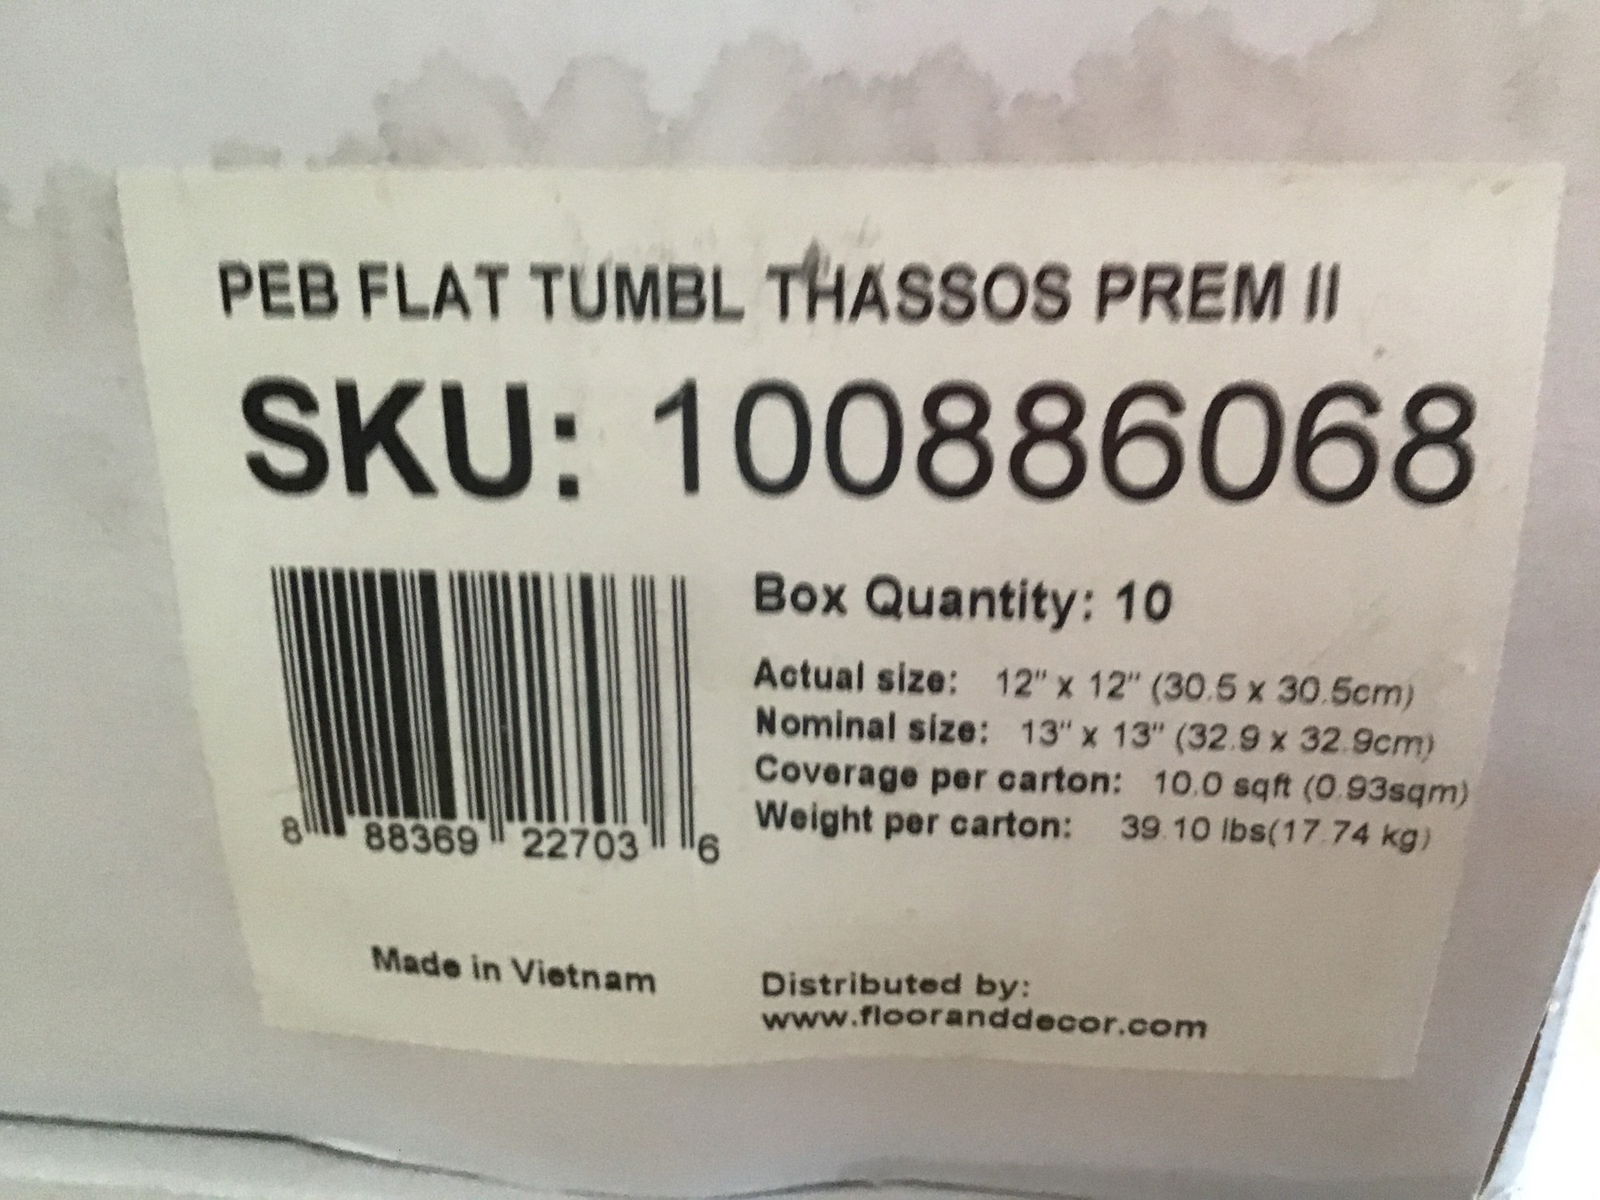 PEB FLAT TUMBL THASSOS PREM II
SKU: 100886068
Box Quantity: 10
Actual size: 12" x 12" (30.5 x 30.5cm)
Nominal size: 13" x 13" (32.9 x 32.9cm)
Coverage per carton: 10.0 sqft (0.93sqm)
Weight per carton: 39.10 lbs(17.74 kg)
8 88369 22703 6
Made in Vietnam
Distributed by:
www.flooranddecor.com